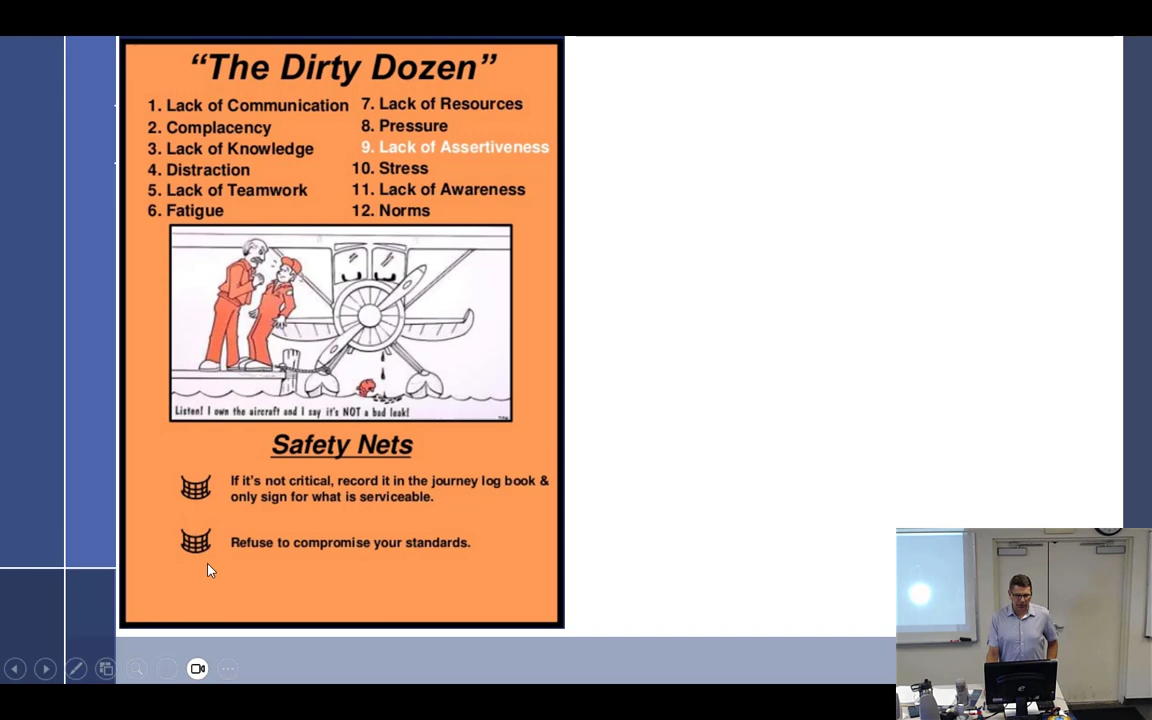 “The Dirty Dozen”
1. Lack of Communication
2. Complacency
3. Lack of Knowledge
4. Distraction
5. Lack of Teamwork
6. Fatigue
7. Lack of Resources
8. Pressure
9. Lack of Assertiveness
10. Stress
11. Lack of Awareness
12. Norms
Listen! I own the aircraft and I say it's NOT a bad leak!
Safety Nets
If it's not critical, record it in the journey log book &
only sign for what is serviceable.
Refuse to compromise your standards.